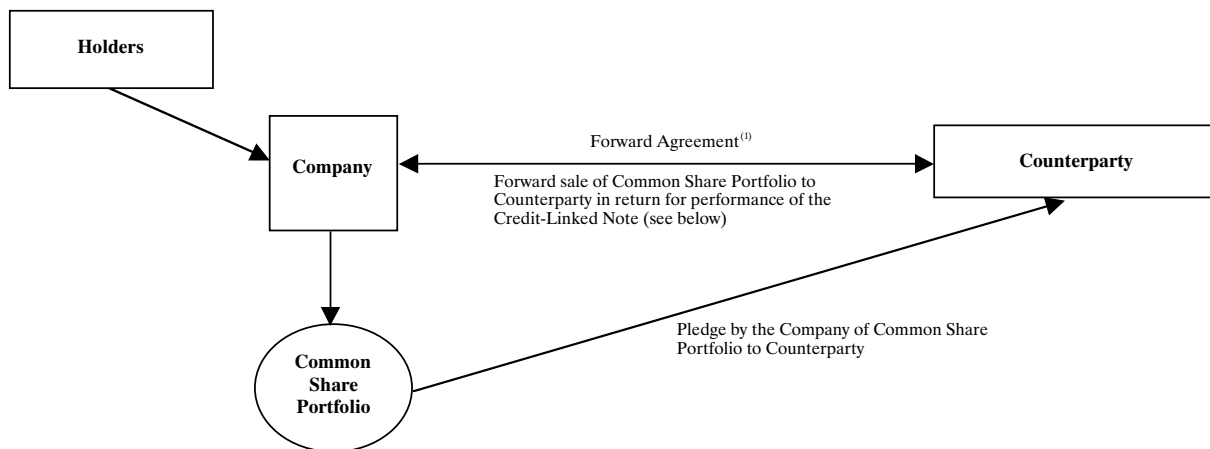 Holders
Company
Forward Agreement(1)
Counterparty
Forward sale of Common Share Portfolio to
Counterparty in return for performance of the
Credit-Linked Note (see below)
Pledge by the Company of Common Share
Portfolio to Counterparty
Common
Share
Portfolio